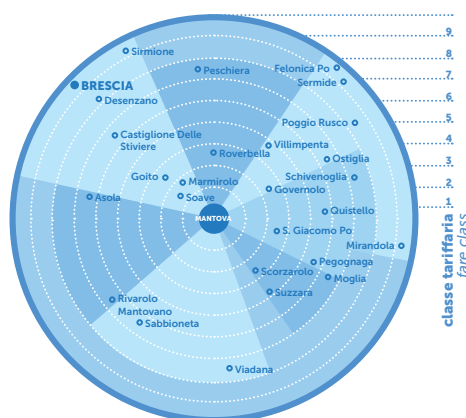 9
Sirmione
8
Peschiera
Felonica Po
7
Sermide
BRESCIA
6
Desenzano
5
Poggio Rusco
Castiglione Delle
Stiviere
4
Villimpenta
Roverbella
3
Ostiglia
Goito
Marmirolo
Schivenoglia
2
Governolo
Asola
Soave
1
Quistello
MANTOVA
S. Giacomo Po
Mirandola
classe tariffaria
fare class
Pegognaga
Scorzarolo
Moglia
Suzzara
Rivarolo
Mantovano
Sabbioneta
Viadana